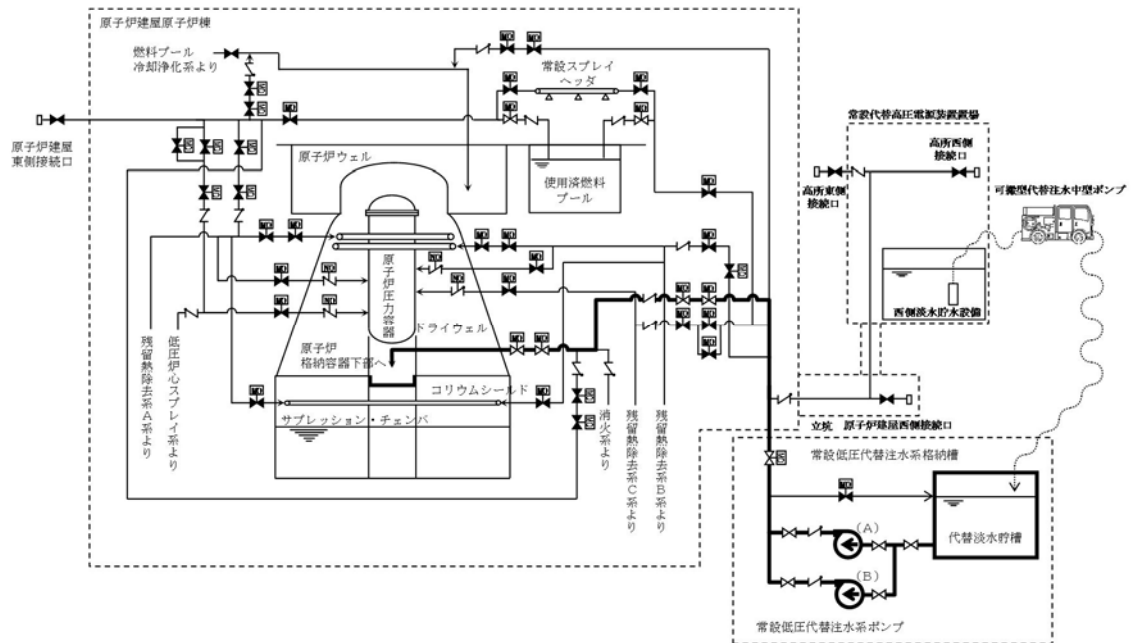 原子炉建屋原子炉棟
燃料プール
冷却浄化系より
常設スプレイ
ヘッダ
原子炉建屋
東側接続口
原子炉ウェル
使用済燃料
プール
常設代替高圧電源装置置場
高所西側
接続口
高所東側
接続口
可搬型代替注水中型ポンプ
西側淡水貯水設備
原子炉圧力容器
ドライウェル
原子炉
格納容器下部へ
コリウムシールド
サプレッション・チェンバ
残留熱除去系A系より
低圧炉心スプレイ系より
消火系より
残留熱除去系C系より
残留熱除去系B系より
立坑
原子炉建屋西側接続口
常設低圧代替注水系格納槽
代替淡水貯槽
(A)
(B)
常設低圧代替注水系ポンプ